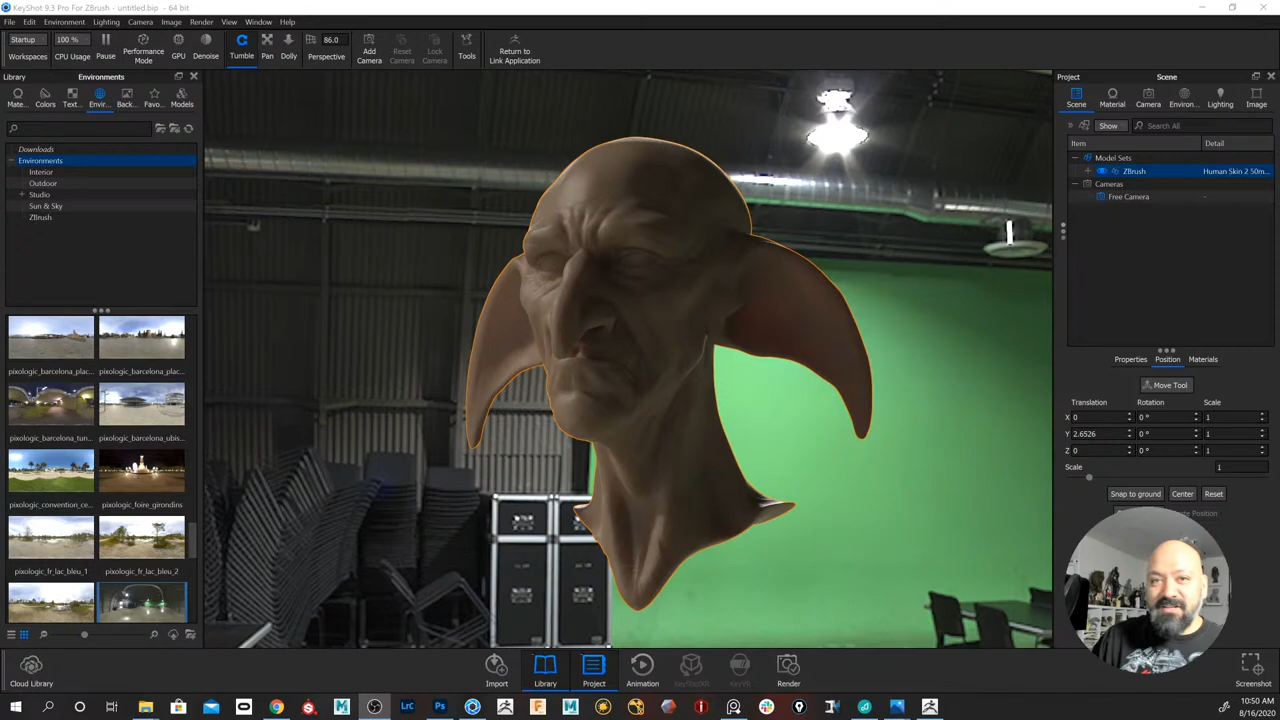 KeyShot 9.3 Pro For ZBrush - untitled.bip - 64 bit
File Edit Environment Lighting Camera Image Render View Window Help
Startup 100 % 86.0
Workspaces CPU Usage Pause Performance Mode GPU Denoise Tumble Pan Dolly Perspective Add Camera Reset Camera Lock Camera Tools Return to Link Application
Library Environments
Project Scene
Mate... Colors Text... Envir... Back... Favo... Models
Scene Material Camera Environ... Lighting Image
Show Search All
Item Detail
Downloads
Environments
Interior
Outdoor
Studio
Sun & Sky
ZBrush
Model Sets
ZBrush Human Skin 2 50m...
Cameras
Free Camera -
pixologic_barcelona_plac... pixologic_barcelona_plac...
pixologic_barcelona_tun... pixologic_barcelona_ubis...
pixologic_convention_ce... pixologic_foire_girondins
pixologic_fr_lac_bleu_1 pixologic_fr_lac_bleu_2
Properties Position Materials
Move Tool
Translation Rotation Scale
X 0 0 ° 1
Y 2.6526 0 ° 1
Z 0 0 ° 1
Scale 1
Snap to ground Center Reset
Position
Cloud Library Import Library Project Animation KeyShotXR KeyVR Render Screenshot
LrC Ps
10:50 AM
8/16/2020